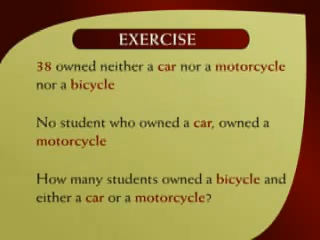 EXERCISE
38 owned neither a car nor a motorcycle
nor a bicycle
No student who owned a car, owned a
motorcycle
How many students owned a bicycle and
either a car or a motorcycle?